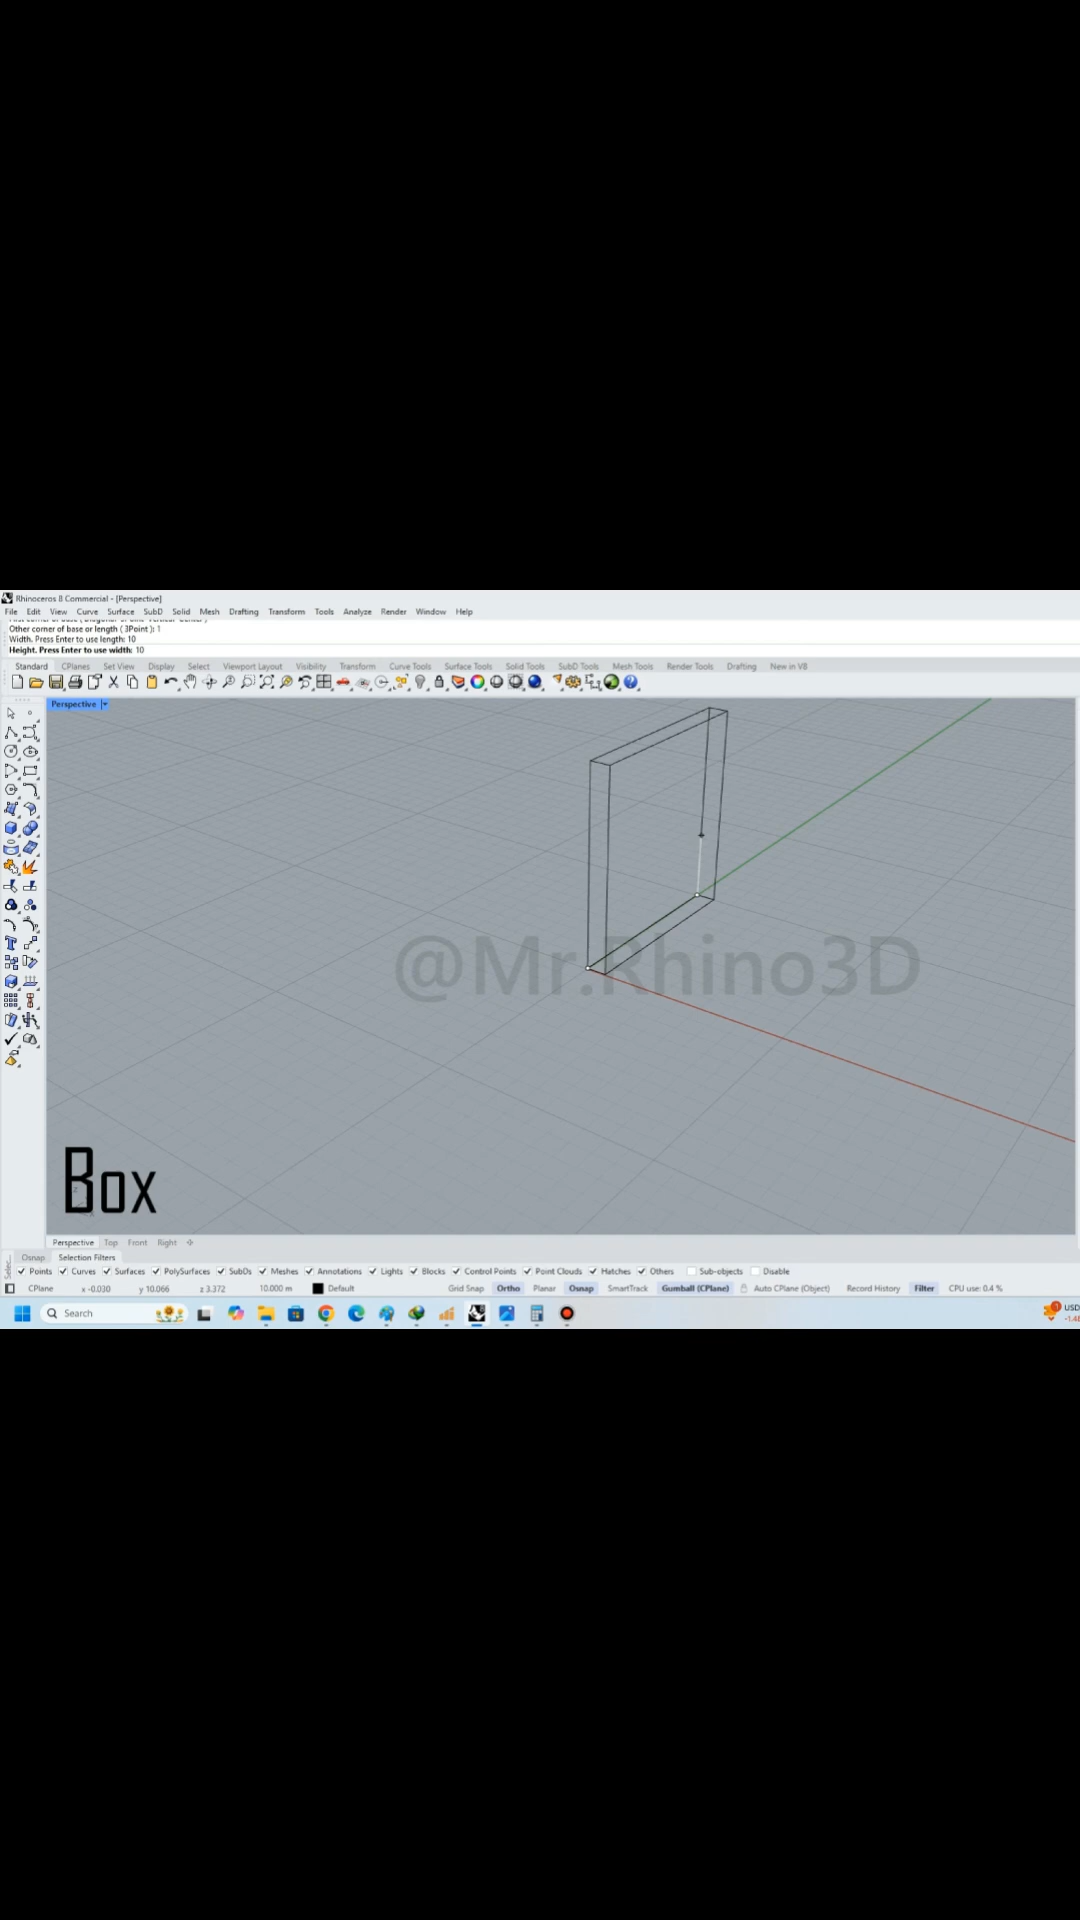 Rhinoceros 8 Commercial - [Perspective]
File Edit View Curve Surface SubD Solid Mesh Drafting Transform Tools Analyze Render Window Help
Other corner of base or length ( 3Point ): 1
Width. Press Enter to use length: 10
Height. Press Enter to use width: 10
Standard CPlanes Set View Display Select Viewport Layout Visibility Transform Curve Tools Surface Tools Solid Tools SubD Tools Mesh Tools Render Tools Drafting New in V8
Perspective
@Mr.Rhino3D
Box
Perspective Top Front Right
Osnap Selection Filters
Points Curves Surfaces PolySurfaces SubDs Meshes Annotations Lights Blocks Control Points Point Clouds Hatches Others Sub-objects Disable
CPlane x -0.030 y 10.066 z 3.372 10.000 m Default Grid Snap Ortho Planar Osnap SmartTrack Gumball (CPlane) Auto CPlane (Object) Record History Filter CPU use: 0.4 %
Search
USD